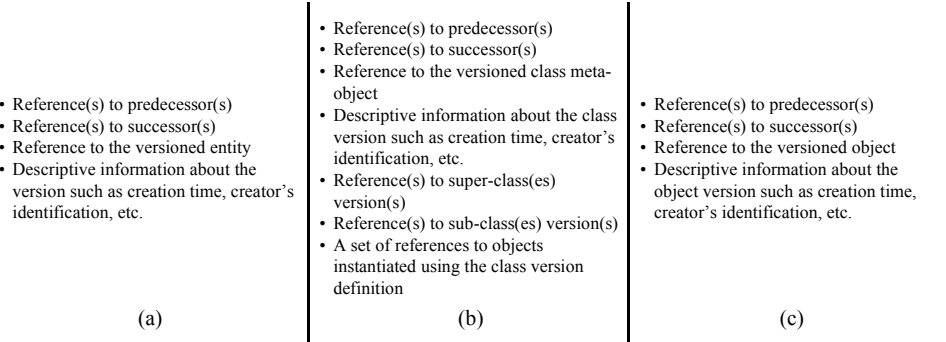 • Reference(s) to predecessor(s)
• Reference(s) to successor(s)
• Reference to the versioned entity
• Descriptive information about the
version such as creation time, creator’s
identification, etc.
(a)
• Reference(s) to predecessor(s)
• Reference(s) to successor(s)
• Reference to the versioned class meta-
object
• Descriptive information about the class
version such as creation time, creator’s
identification, etc.
• Reference(s) to super-class(es)
version(s)
• Reference(s) to sub-class(es) version(s)
• A set of references to objects
instantiated using the class version
definition
(b)
• Reference(s) to predecessor(s)
• Reference(s) to successor(s)
• Reference to the versioned object
• Descriptive information about the
object version such as creation time,
creator’s identification, etc.
(c)